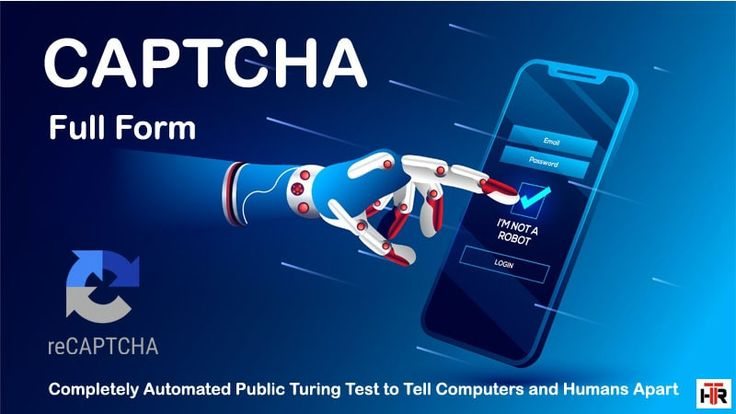 CAPTCHA
Full Form
Email
Password
I'M NOT A
ROBOT
LOGIN
reCAPTCHA
Completely Automated Public Turing Test to Tell Computers and Humans Apart
HTR